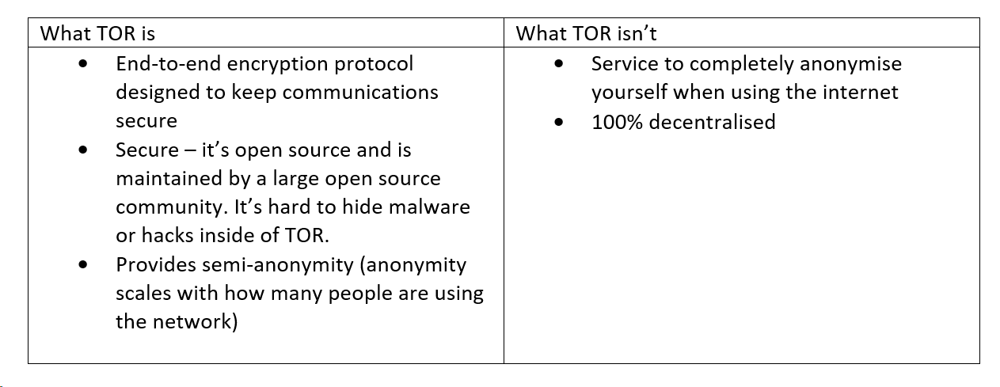 What TOR is
What TOR isn’t
• End-to-end encryption protocol
designed to keep communications
secure
• Secure – it’s open source and is
maintained by a large open source
community. It’s hard to hide malware
or hacks inside of TOR.
• Provides semi-anonymity (anonymity
scales with how many people are using
the network)
• Service to completely anonymise
yourself when using the internet
• 100% decentralised